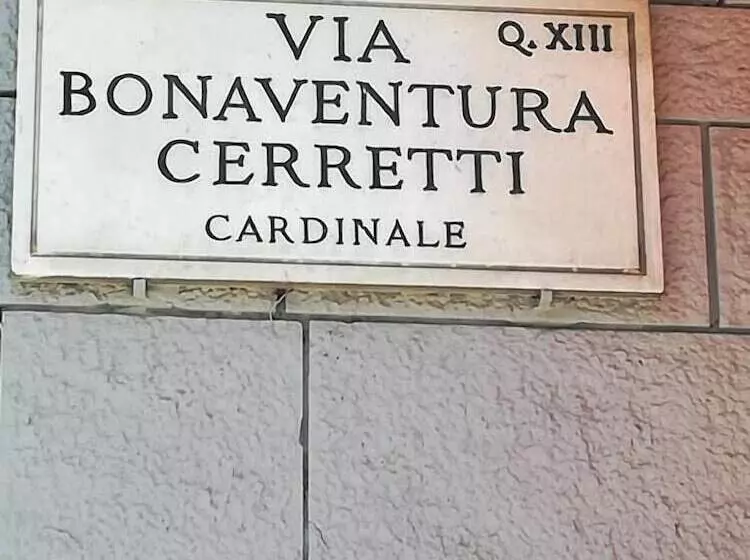 VIA Q. XIII
BONAVENTURA
CERRETTI
CARDINALE